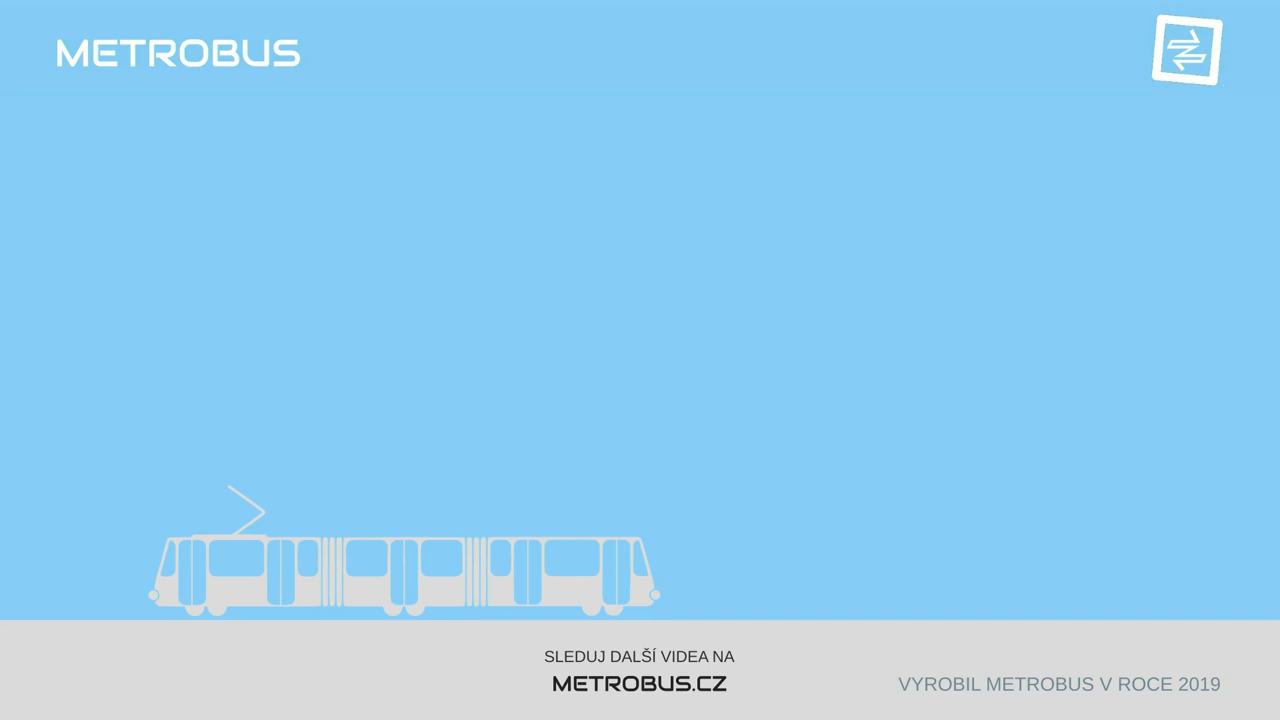 METROBUS
SLEDUJ DALŠÍ VIDEA NA
METROBUS.CZ
VYROBIL METROBUS V ROCE 2019